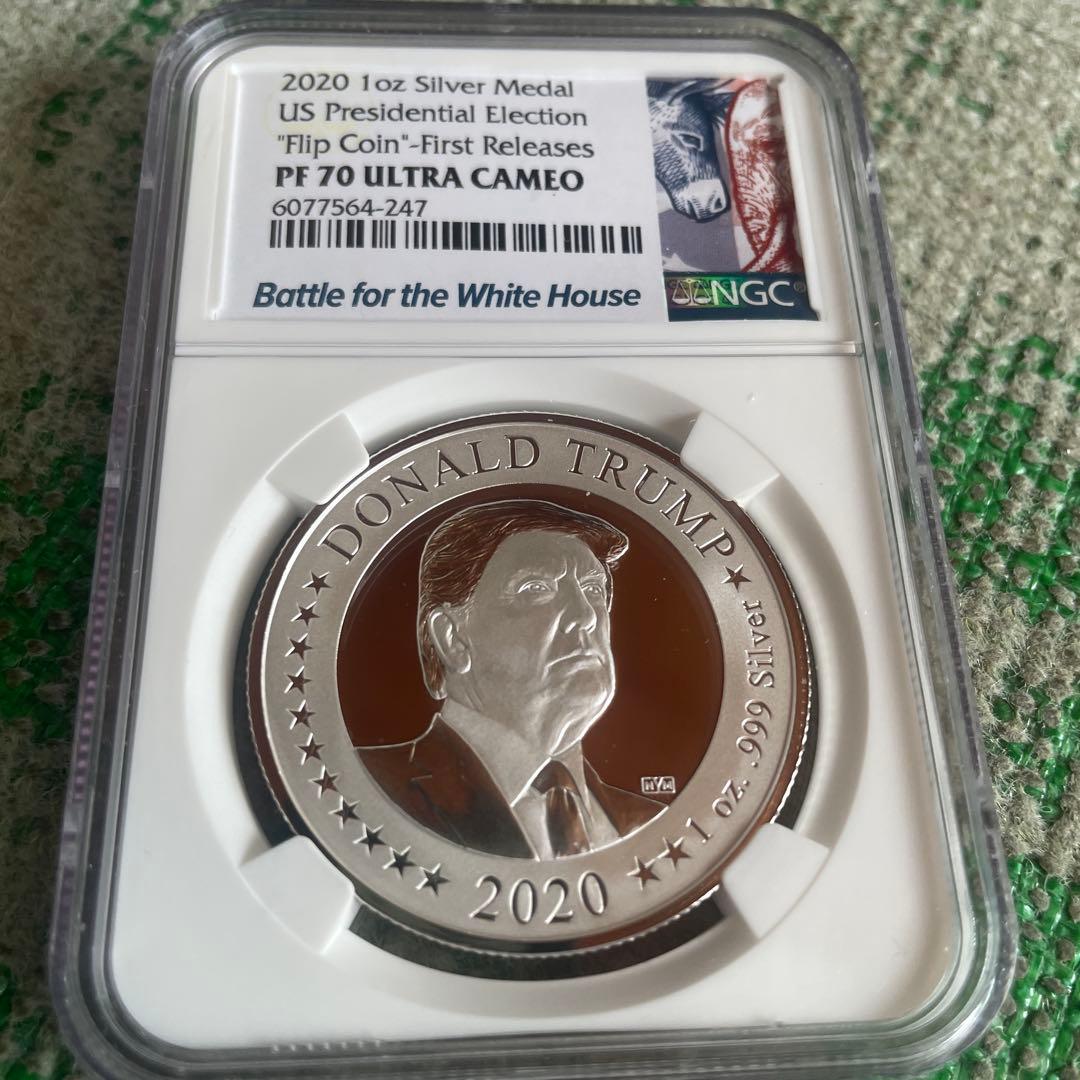 2020 1oz Silver Medal
US Presidential Election
"Flip Coin"-First Releases
PF 70 ULTRA CAMEO
6077564-247
Battle for the White House
NGC®
DONALD TRUMP
1 oz. .999 Silver
2020
NYM